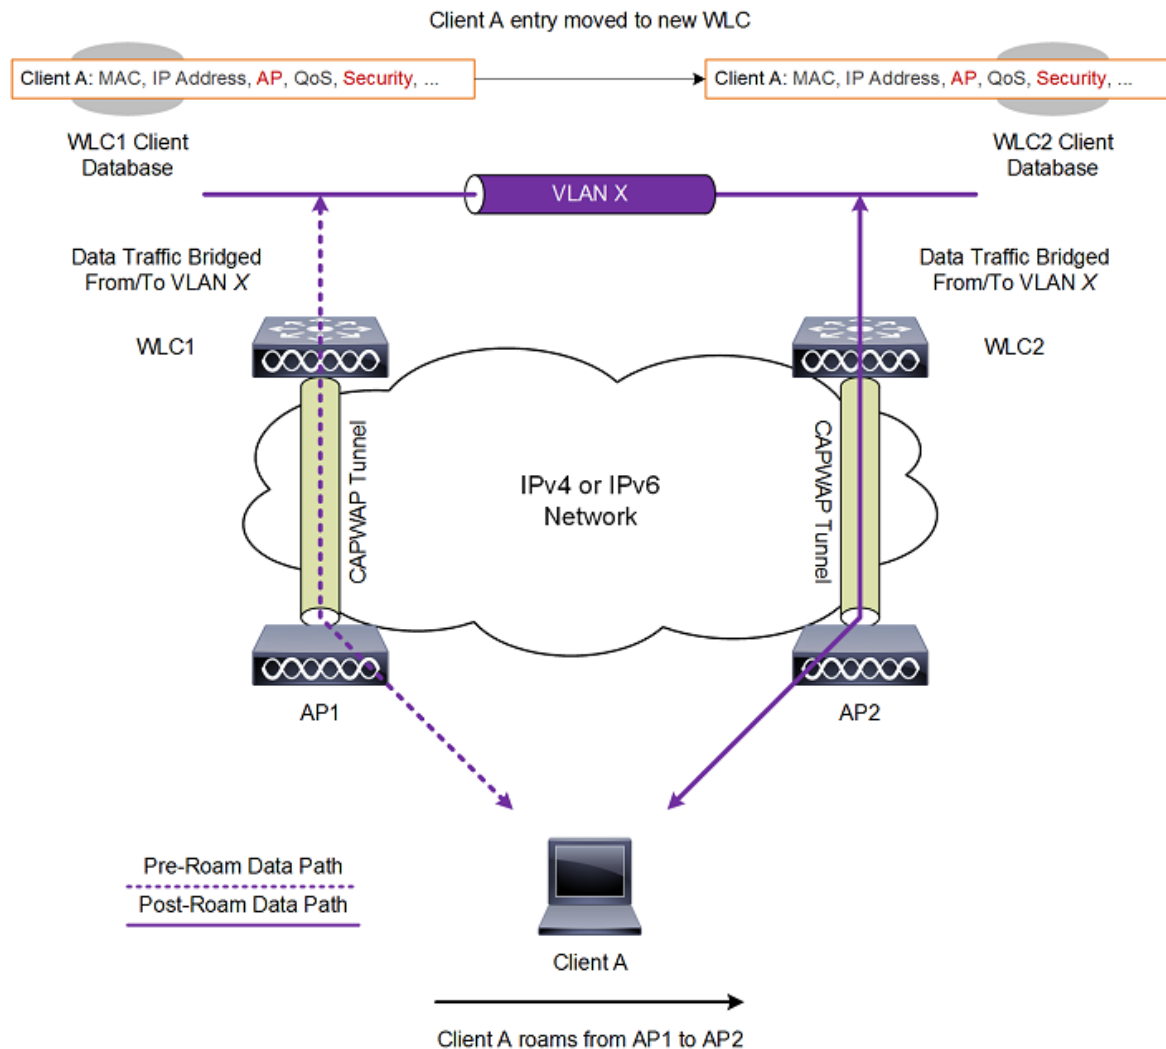 Client A entry moved to new WLC
Client A: MAC, IP Address, AP, QoS, Security, ...
Client A: MAC, IP Address, AP, QoS, Security, ...
WLC1 Client
Database
WLC2 Client
Database
VLAN X
Data Traffic Bridged
From/To VLAN X
Data Traffic Bridged
From/To VLAN X
WLC1
WLC2
CAPWAP Tunnel
CAPWAP Tunnel
IPv4 or IPv6
Network
AP1
AP2
Pre-Roam Data Path
Post-Roam Data Path
Client A
Client A roams from AP1 to AP2